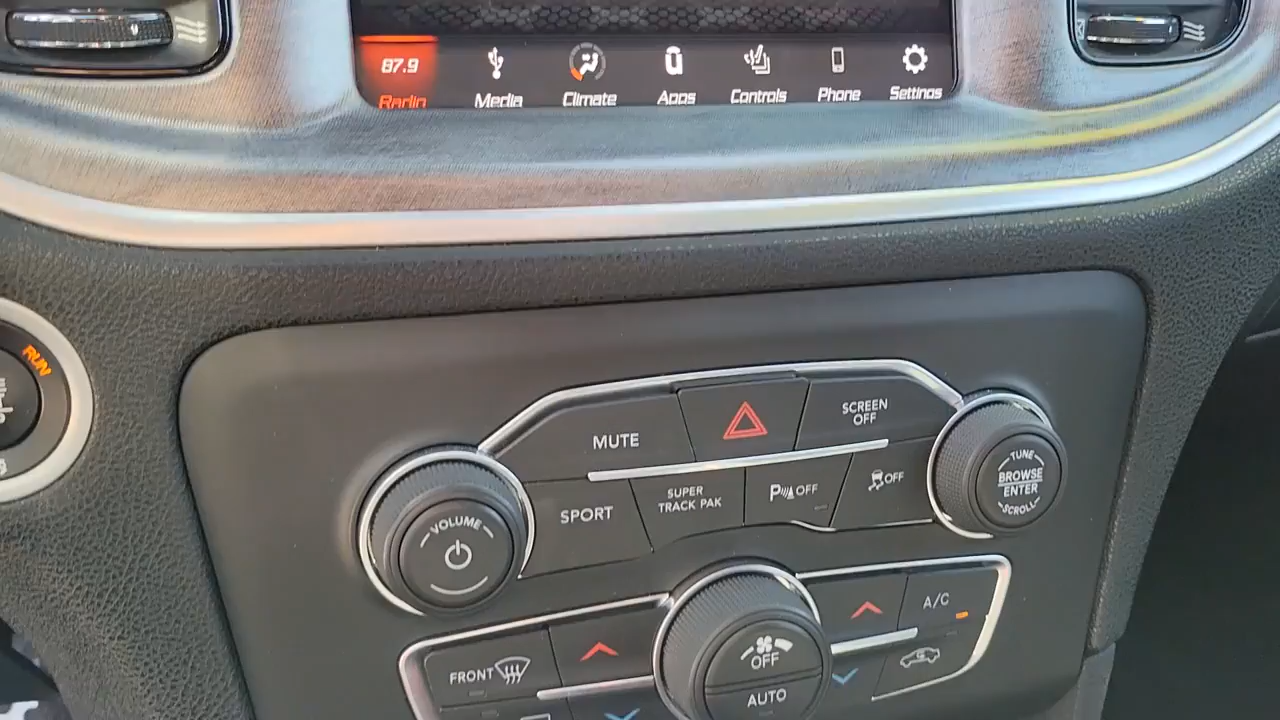 87.9
Radio
Media
Climate
Apps
Controls
Phone
Settings
RUN
MUTE
SCREEN
OFF
VOLUME
SPORT
SUPER
TRACK PAK
P OFF
OFF
TUNE
BROWSE
ENTER
SCROLL
FRONT
OFF
AUTO
A/C